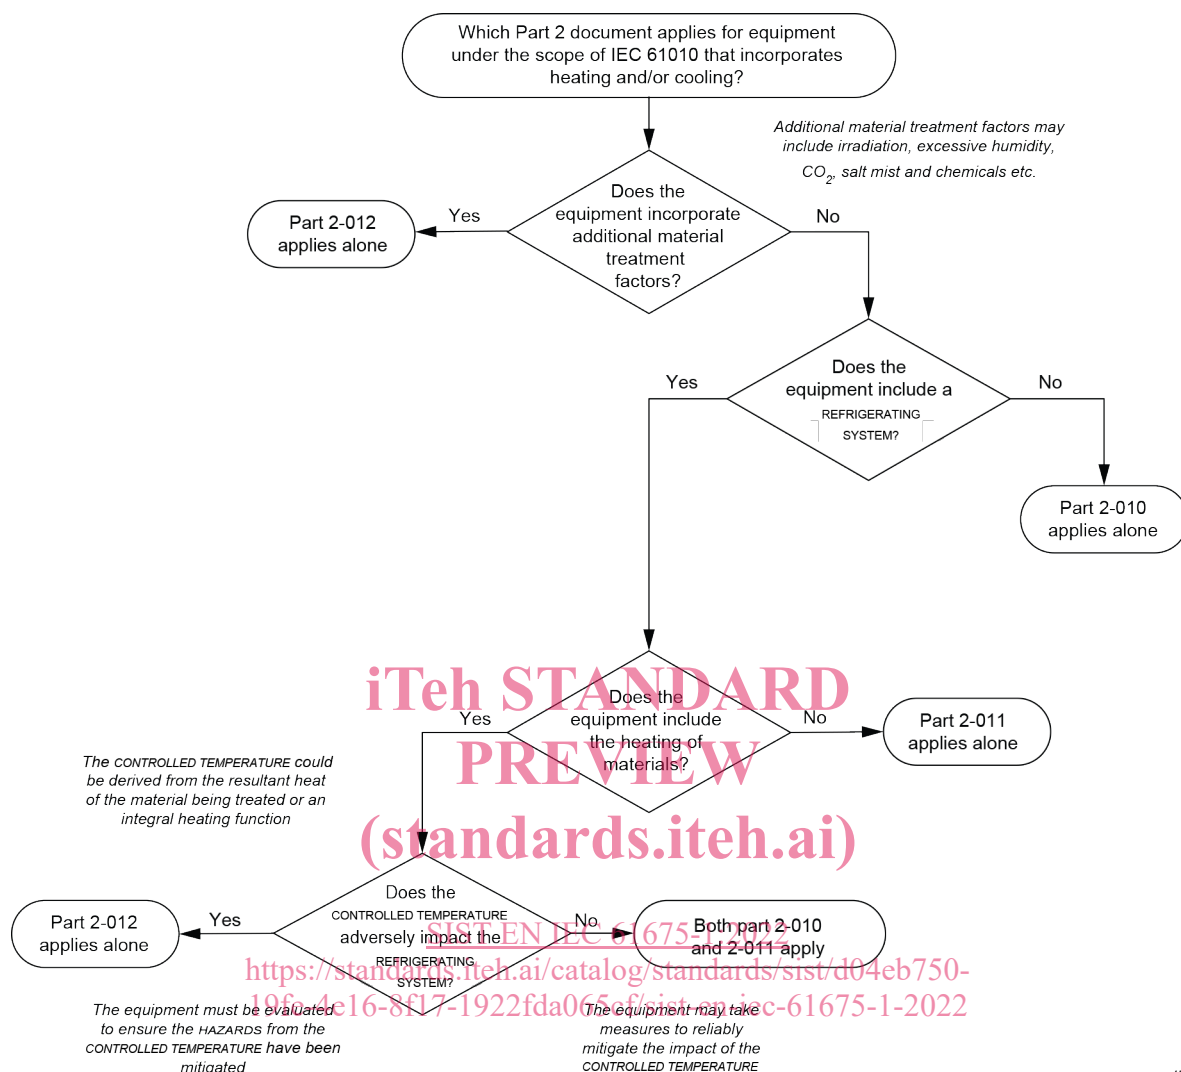 Which Part 2 document applies for equipment
under the scope of IEC 61010 that incorporates
heating and/or cooling?
Additional material treatment factors may
include irradiation, excessive humidity,
CO2, salt mist and chemicals etc.
Does the
equipment incorporate
additional material
treatment
factors?
Yes
No
Part 2-012
applies alone
Does the
equipment include a
REFRIGERATING
SYSTEM?
Yes
No
Part 2-010
applies alone
iTeh STANDARD
PREVIEW
(standards.iteh.ai)
Does the
equipment include
the heating of
materials?
Yes
No
Part 2-011
applies alone
The CONTROLLED TEMPERATURE could
be derived from the resultant heat
of the material being treated or an
integral heating function
Does the
CONTROLLED TEMPERATURE
adversely impact the
REFRIGERATING
SYSTEM?
Yes
No
Part 2-012
applies alone
Both part 2-010
and 2-011 apply
SIST EN IEC 61675-1:2022
https://standards.iteh.ai/catalog/standards/sist/d04eb750-
19fc-4e16-8f17-1922fda065cf/sist-en-iec-61675-1-2022
The equipment must be evaluated
to ensure the HAZARDS from the
CONTROLLED TEMPERATURE have been
mitigated
The equipment may take
measures to reliably
mitigate the impact of the
CONTROLLED TEMPERATURE